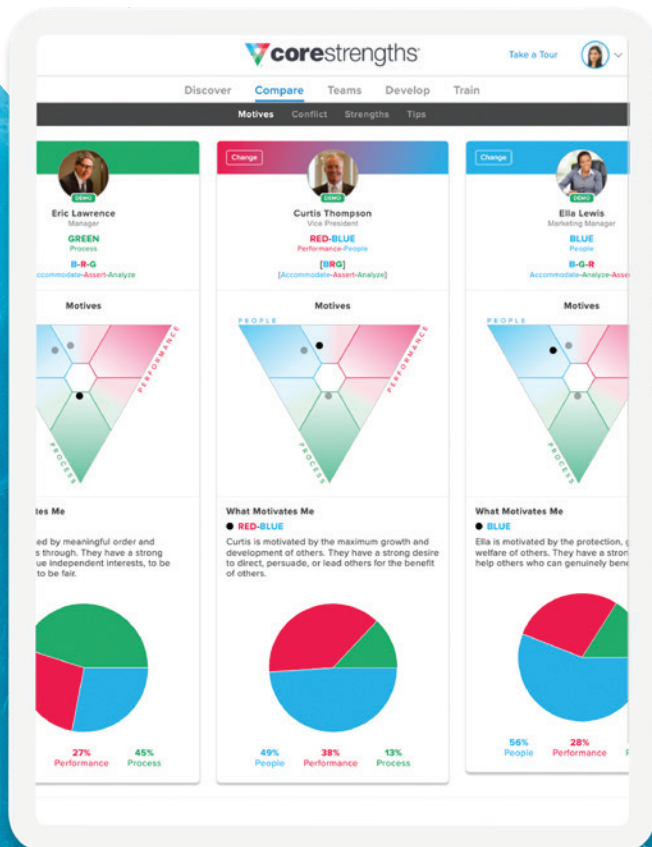 corestrengths
Take a Tour
Discover Compare Teams Develop Train
Motives Conflict Strengths Tips
DEMO
Eric Lawrence
Manager
GREEN
Process
B-R-G
Accommodate-Assert-Analyze
Motives
PERFORMANCE
PROCESS
tes Me
ed by meaningful order and
s through. They have a strong
ue independent interests, to be
to be fair.
27% 45%
Performance Process
Change
DEMO
Curtis Thompson
Vice President
RED-BLUE
Performance-People
[BRG]
[Accommodate-Assert-Analyze]
Motives
PEOPLE
PERFORMANCE
PROCESS
What Motivates Me
RED-BLUE
Curtis is motivated by the maximum growth and
development of others. They have a strong desire
to direct, persuade, or lead others for the benefit
of others.
49% 38% 13%
People Performance Process
Change
DEMO
Ella Lewis
Marketing Manager
BLUE
People
B-G-R
Accommodate-Analyze-Asse
Motives
PEOPLE
PROCESS
What Motivates Me
BLUE
Ella is motivated by the protection, g
welfare of others. They have a stron
help others who can genuinely bene
56% 28%
People Performance